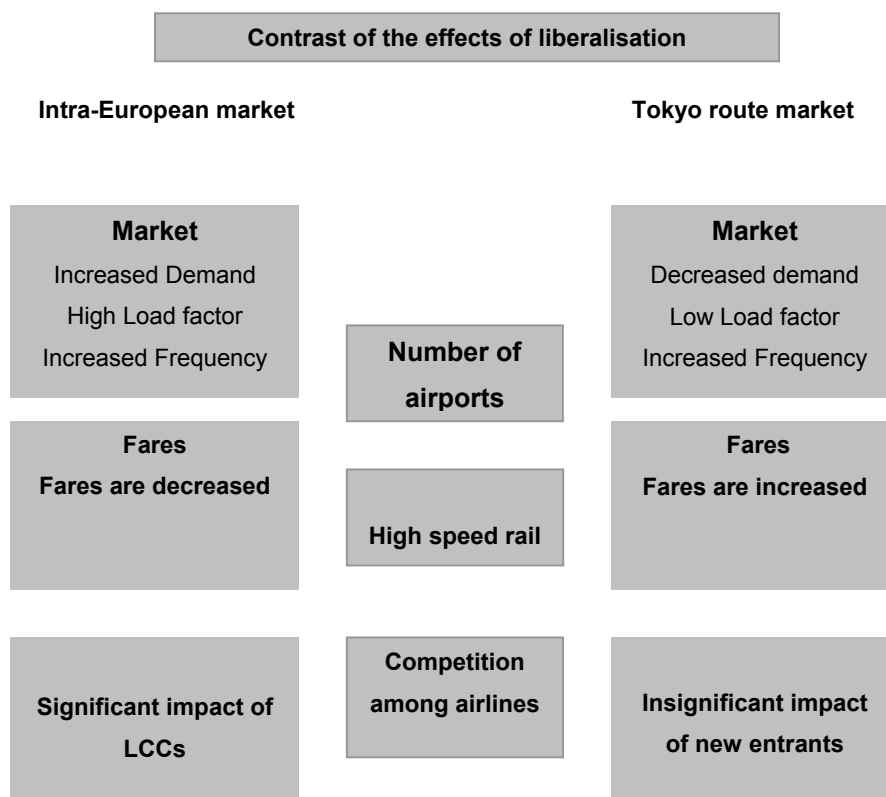 Contrast of the effects of liberalisation
Intra-European market
Tokyo route market
Market
Increased Demand
High Load factor
Increased Frequency
Number of
airports
Market
Decreased demand
Low Load factor
Increased Frequency
Fares
Fares are decreased
High speed rail
Fares
Fares are increased
Significant impact of
LCCs
Competition
among airlines
Insignificant impact
of new entrants